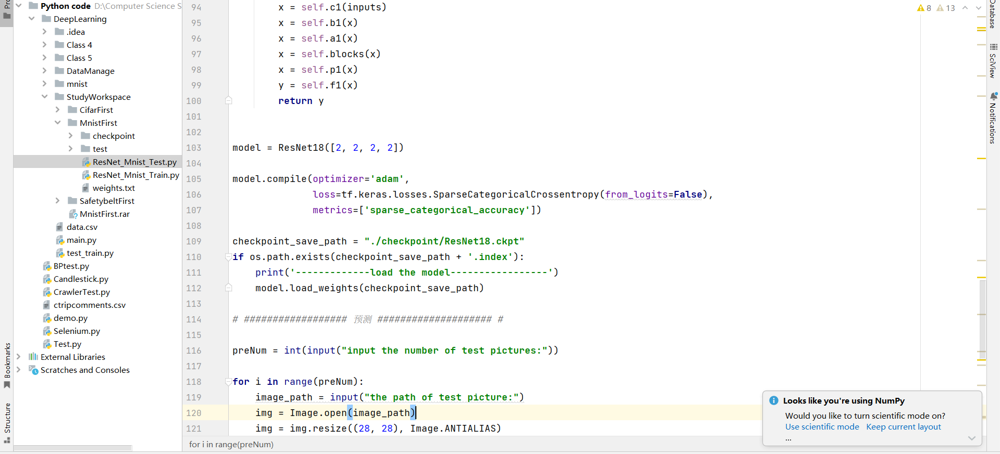 Python code D:\Computer Science S
DeepLearning
.idea
Class 4
Class 5
DataManage
mnist
StudyWorkspace
CifarFirst
MnistFirst
checkpoint
test
ResNet_Mnist_Test.py
ResNet_Mnist_Train.py
weights.txt
SafetybeltFirst
MnistFirst.rar
data.csv
main.py
test_train.py
BPtest.py
Candlestick.py
CrawlerTest.py
ctripcomments.csv
demo.py
Selenium.py
Test.py
External Libraries
Scratches and Consoles
Bookmarks
Structure
94 x = self.c1(inputs)
95 x = self.b1(x)
96 x = self.a1(x)
97 x = self.blocks(x)
98 x = self.p1(x)
99 y = self.f1(x)
100 return y
101
102
103 model = ResNet18([2, 2, 2, 2])
104
105 model.compile(optimizer='adam',
106 loss=tf.keras.losses.SparseCategoricalCrossentropy(from_logits=False),
107 metrics=['sparse_categorical_accuracy'])
108
109 checkpoint_save_path = "./checkpoint/ResNet18.ckpt"
110 if os.path.exists(checkpoint_save_path + '.index'):
111 print('-------------load the model-----------------')
112 model.load_weights(checkpoint_save_path)
113
114 # ################## 预测 #################### #
115
116 preNum = int(input("input the number of test pictures:"))
117
118 for i in range(preNum):
119 image_path = input("the path of test picture:")
120 img = Image.open(image_path)
121 img = img.resize((28, 28), Image.ANTIALIAS)
for i in range(preNum)
8 13
Database
SciView
Notifications
Looks like you're using NumPy
Would you like to turn scientific mode on?
Use scientific mode Keep current layout
...